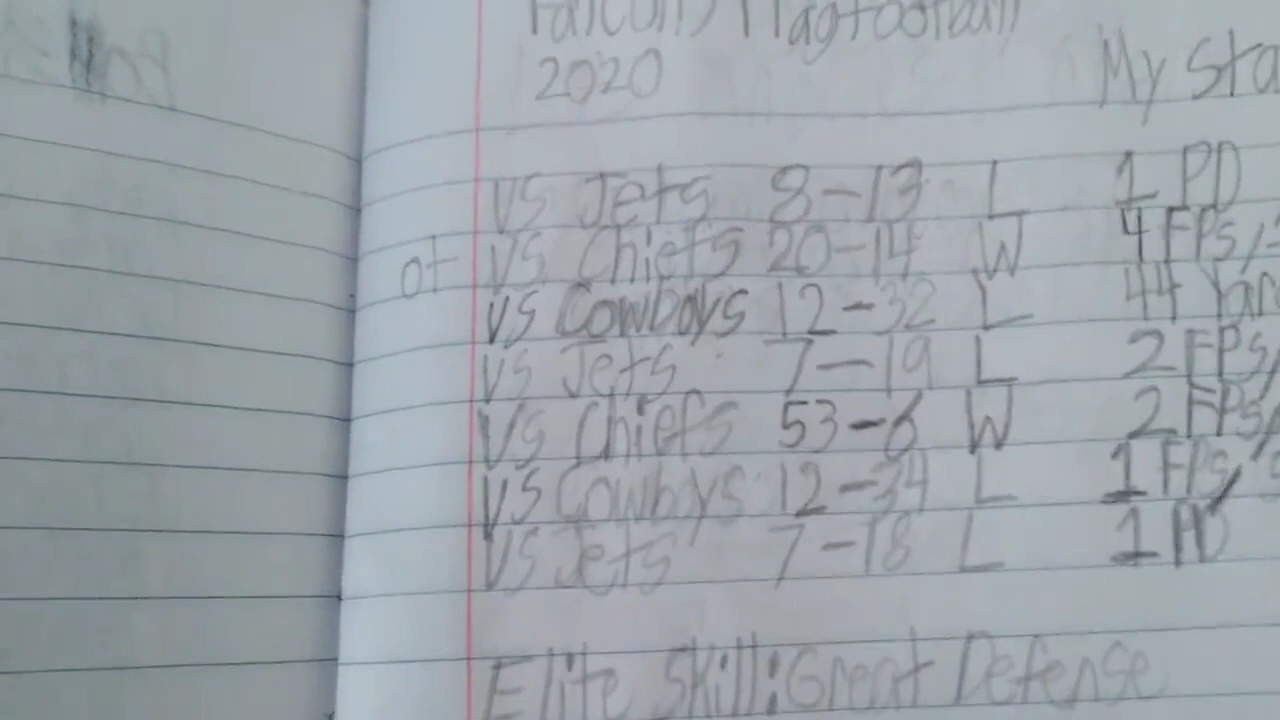 Falcons Flagfootball
2020
My Sta
VS Jets 8-13 L 1 PD
ot VS Chiefs 20-14 W 4 FPS,
VS Cowboys 12-32 L 44 Yar
VS Jets 7-19 L 2 FPS,
VS Chiefs 53-6 W 2 FPS,
VS Cowboys 12-34 L 1 FPS,
VS Jets 7-18 L 1 PD
Elite Skill: Great Defense